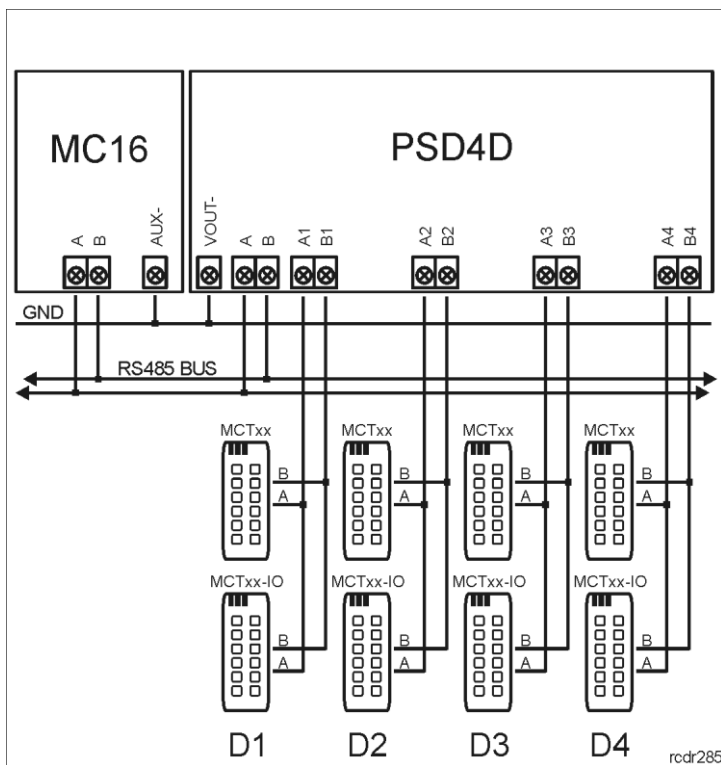 MC16 PSD4D
A B AUX- VOUT- A B A1 B1 A2 B2 A3 B3 A4 B4
GND
RS485 BUS
MCTxx MCTxx MCTxx MCTxx
B B B B
A A A A
MCTxx-IO MCTxx-IO MCTxx-IO MCTxx-IO
B B B B
A A A A
D1 D2 D3 D4
rcdr285